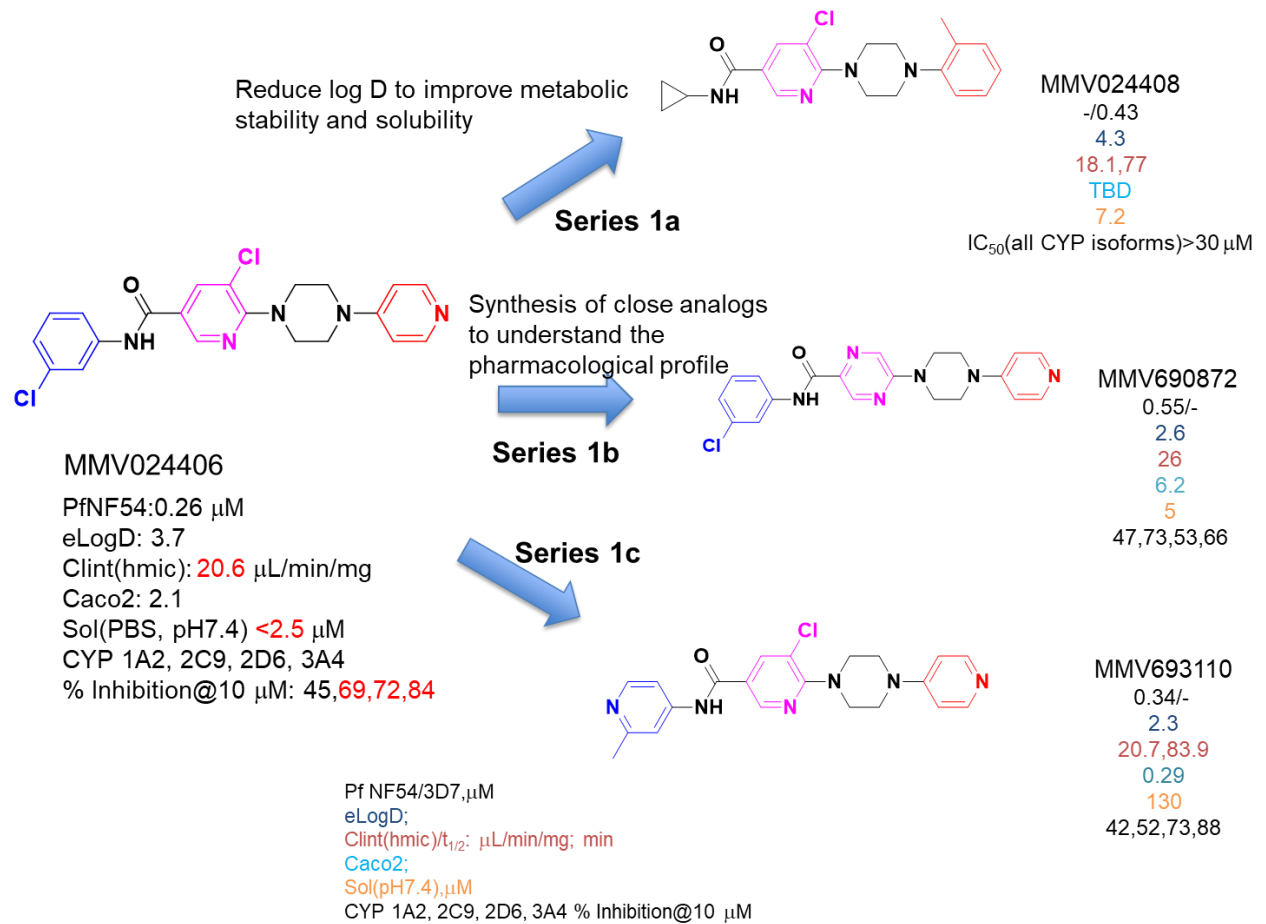 Reduce log D to improve metabolic
stability and solubility
Series 1a
Cl
O
NH
N
N
N
MMV024408
-/0.43
4.3
18.1,77
TBD
7.2
IC50(all CYP isoforms)>30 μM
Cl
O
NH
N
N
N
N
Cl
MMV024406
PfNF54:0.26 μM
eLogD: 3.7
Clint(hmic): 20.6 μL/min/mg
Caco2: 2.1
Sol(PBS, pH7.4) <2.5 μM
CYP 1A2, 2C9, 2D6, 3A4
% Inhibition@10 μM: 45,69,72,84
Synthesis of close analogs
to understand the
pharmacological profile
Series 1b
O
NH
N
N
N
N
N
Cl
MMV690872
0.55/-
2.6
26
6.2
5
47,73,53,66
Series 1c
Cl
O
N
NH
N
N
N
N
MMV693110
0.34/-
2.3
20.7,83.9
0.29
130
42,52,73,88
Pf NF54/3D7,μM
eLogD;
Clint(hmic)/t1/2: μL/min/mg; min
Caco2;
Sol(pH7.4),μM
CYP 1A2, 2C9, 2D6, 3A4 % Inhibition@10 μM